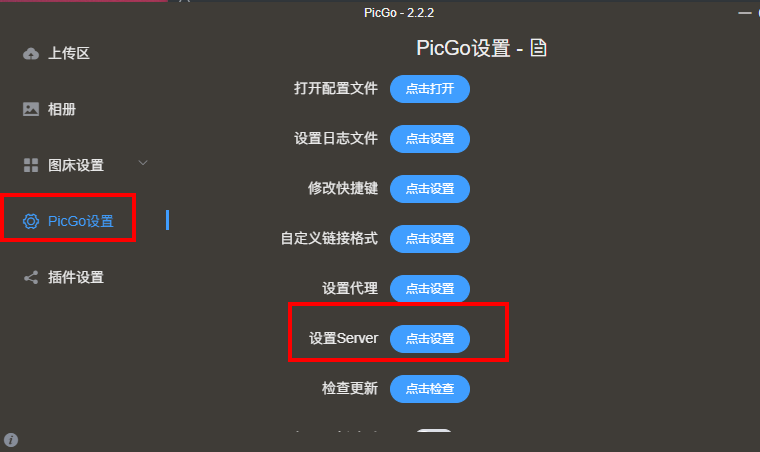 PicGo - 2.2.2
PicGo设置 -
上传区
相册
图床设置
PicGo设置
插件设置
打开配置文件 点击打开
设置日志文件 点击设置
修改快捷键 点击设置
自定义链接格式 点击设置
设置代理 点击设置
设置Server 点击设置
检查更新 点击检查